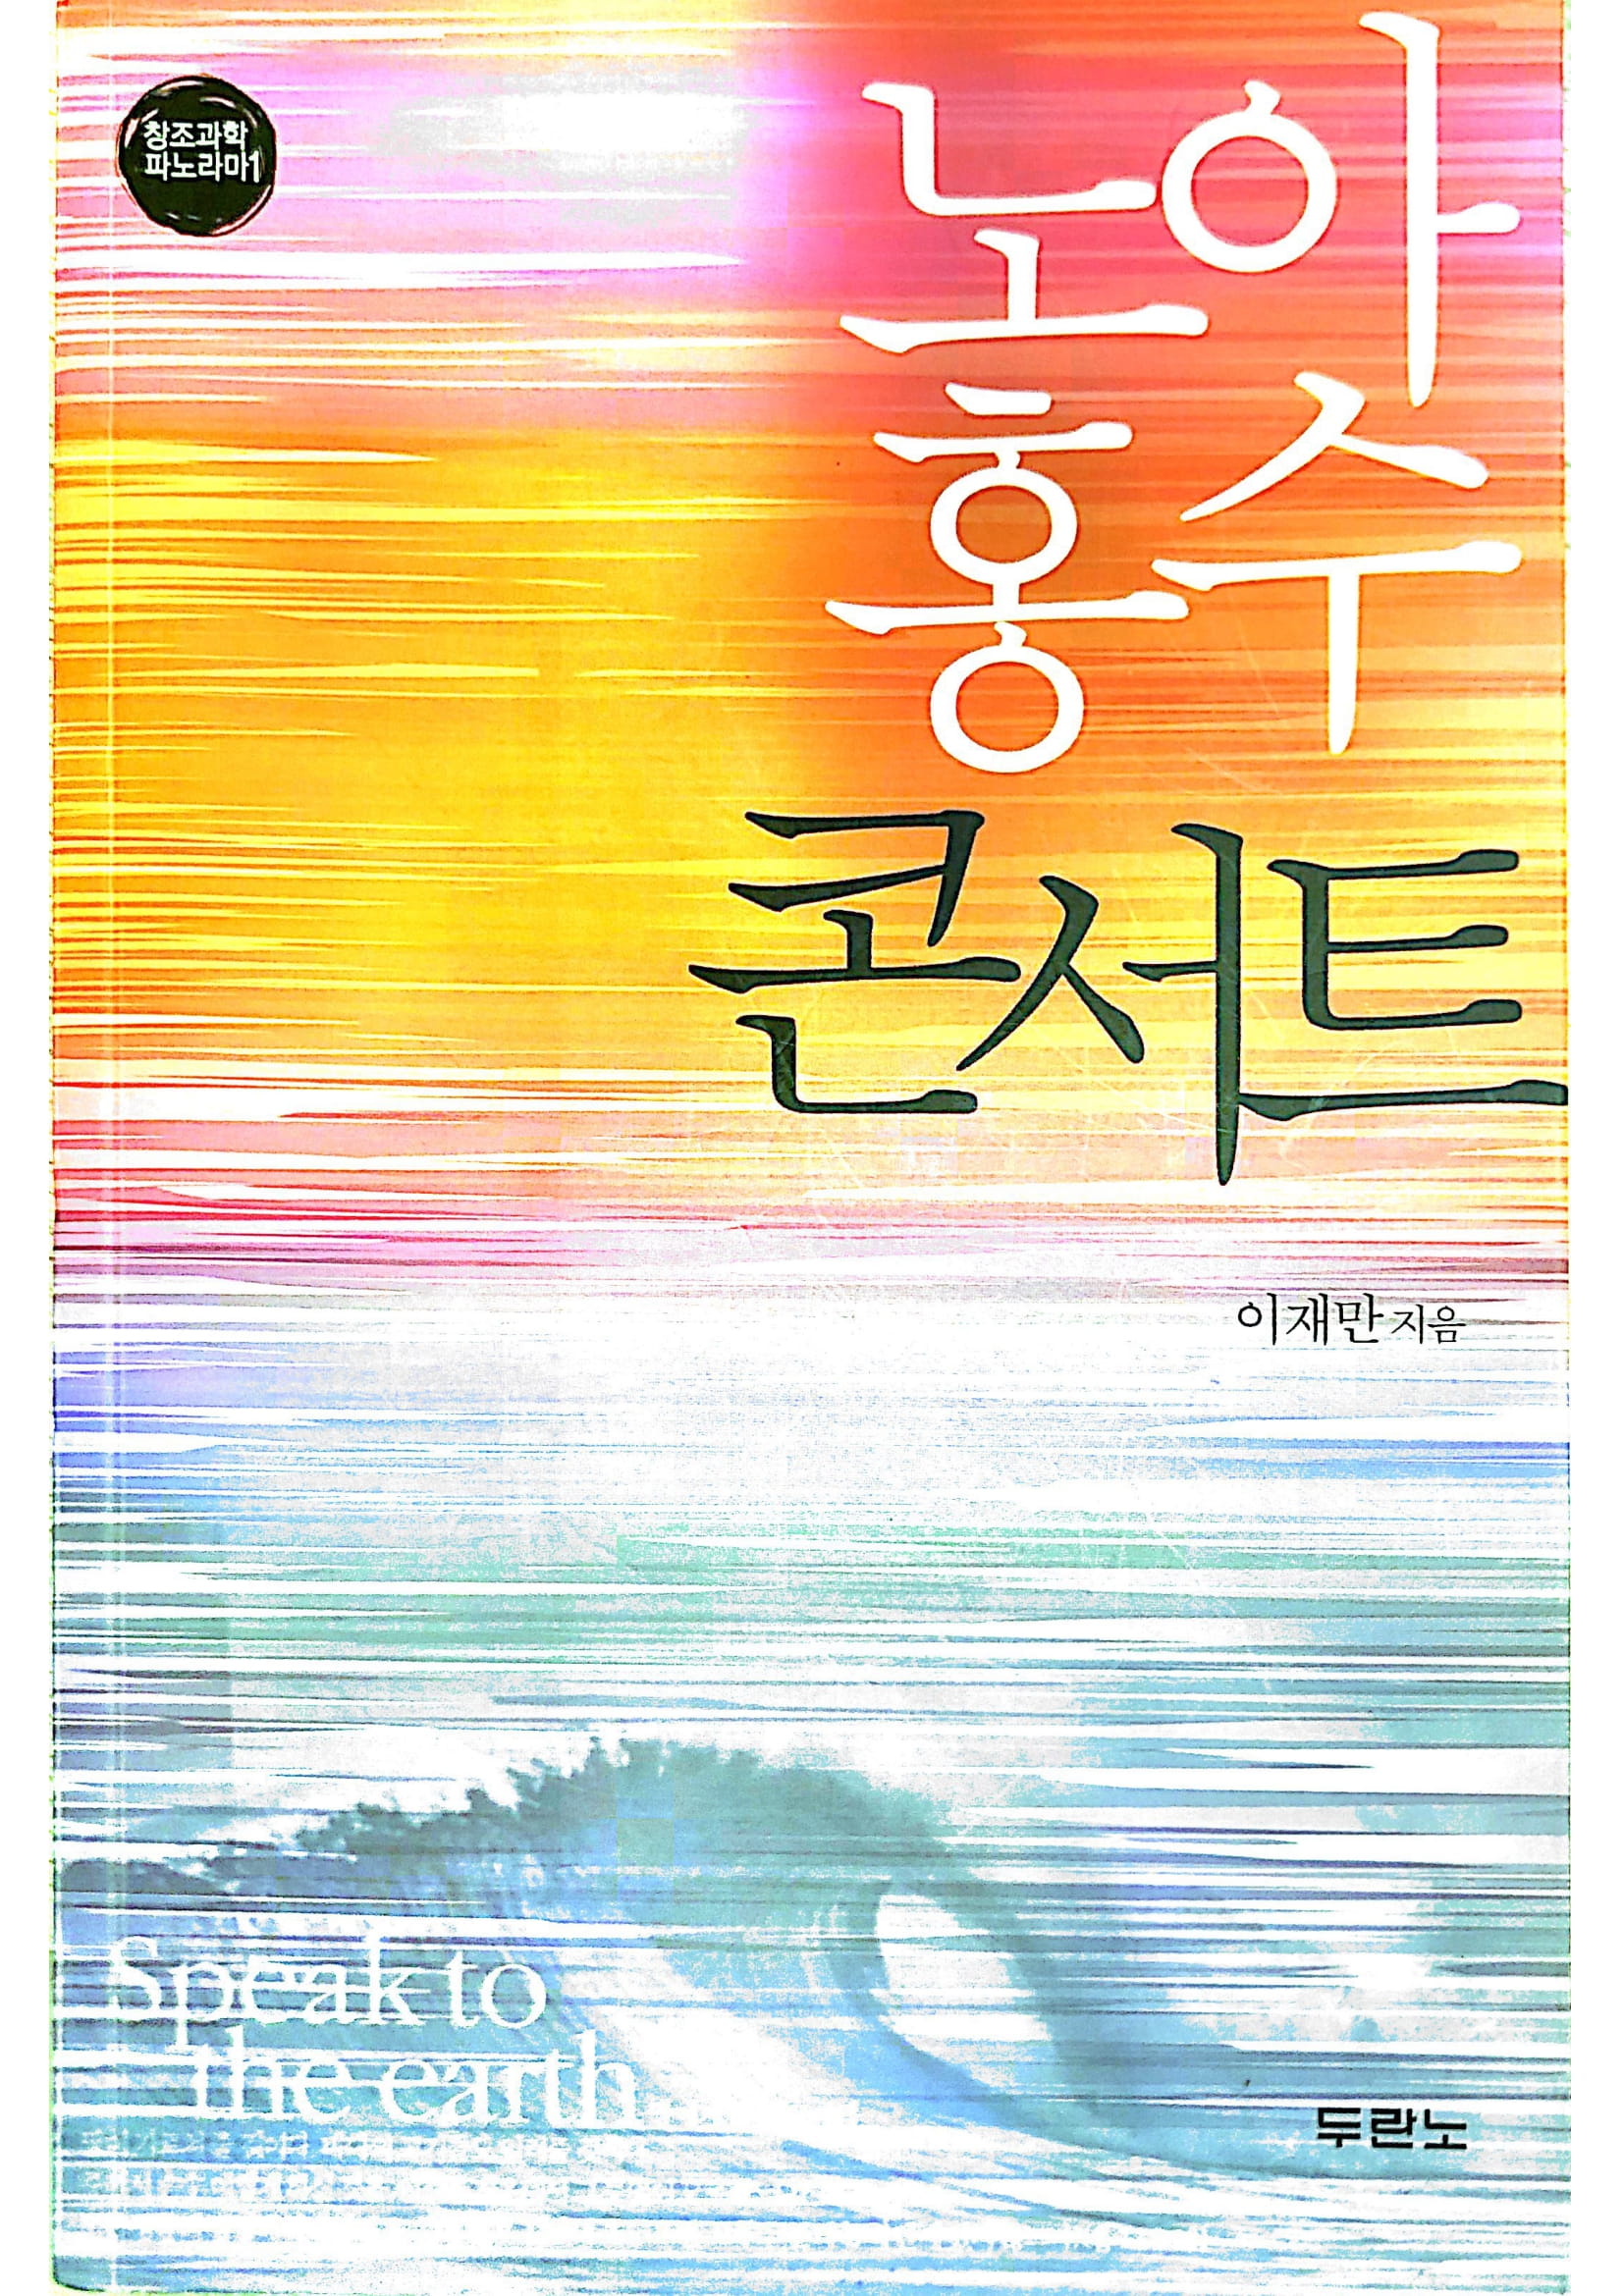 창조과학
파노라마1
노아
홍수
콘서트
이재만 지음
Speak to
the earth
두란노